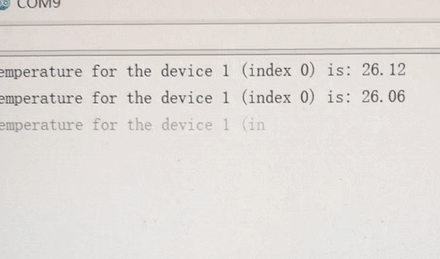 COM9
emperature for the device 1 (index 0) is: 26.12
emperature for the device 1 (index 0) is: 26.06
emperature for the device 1 (in